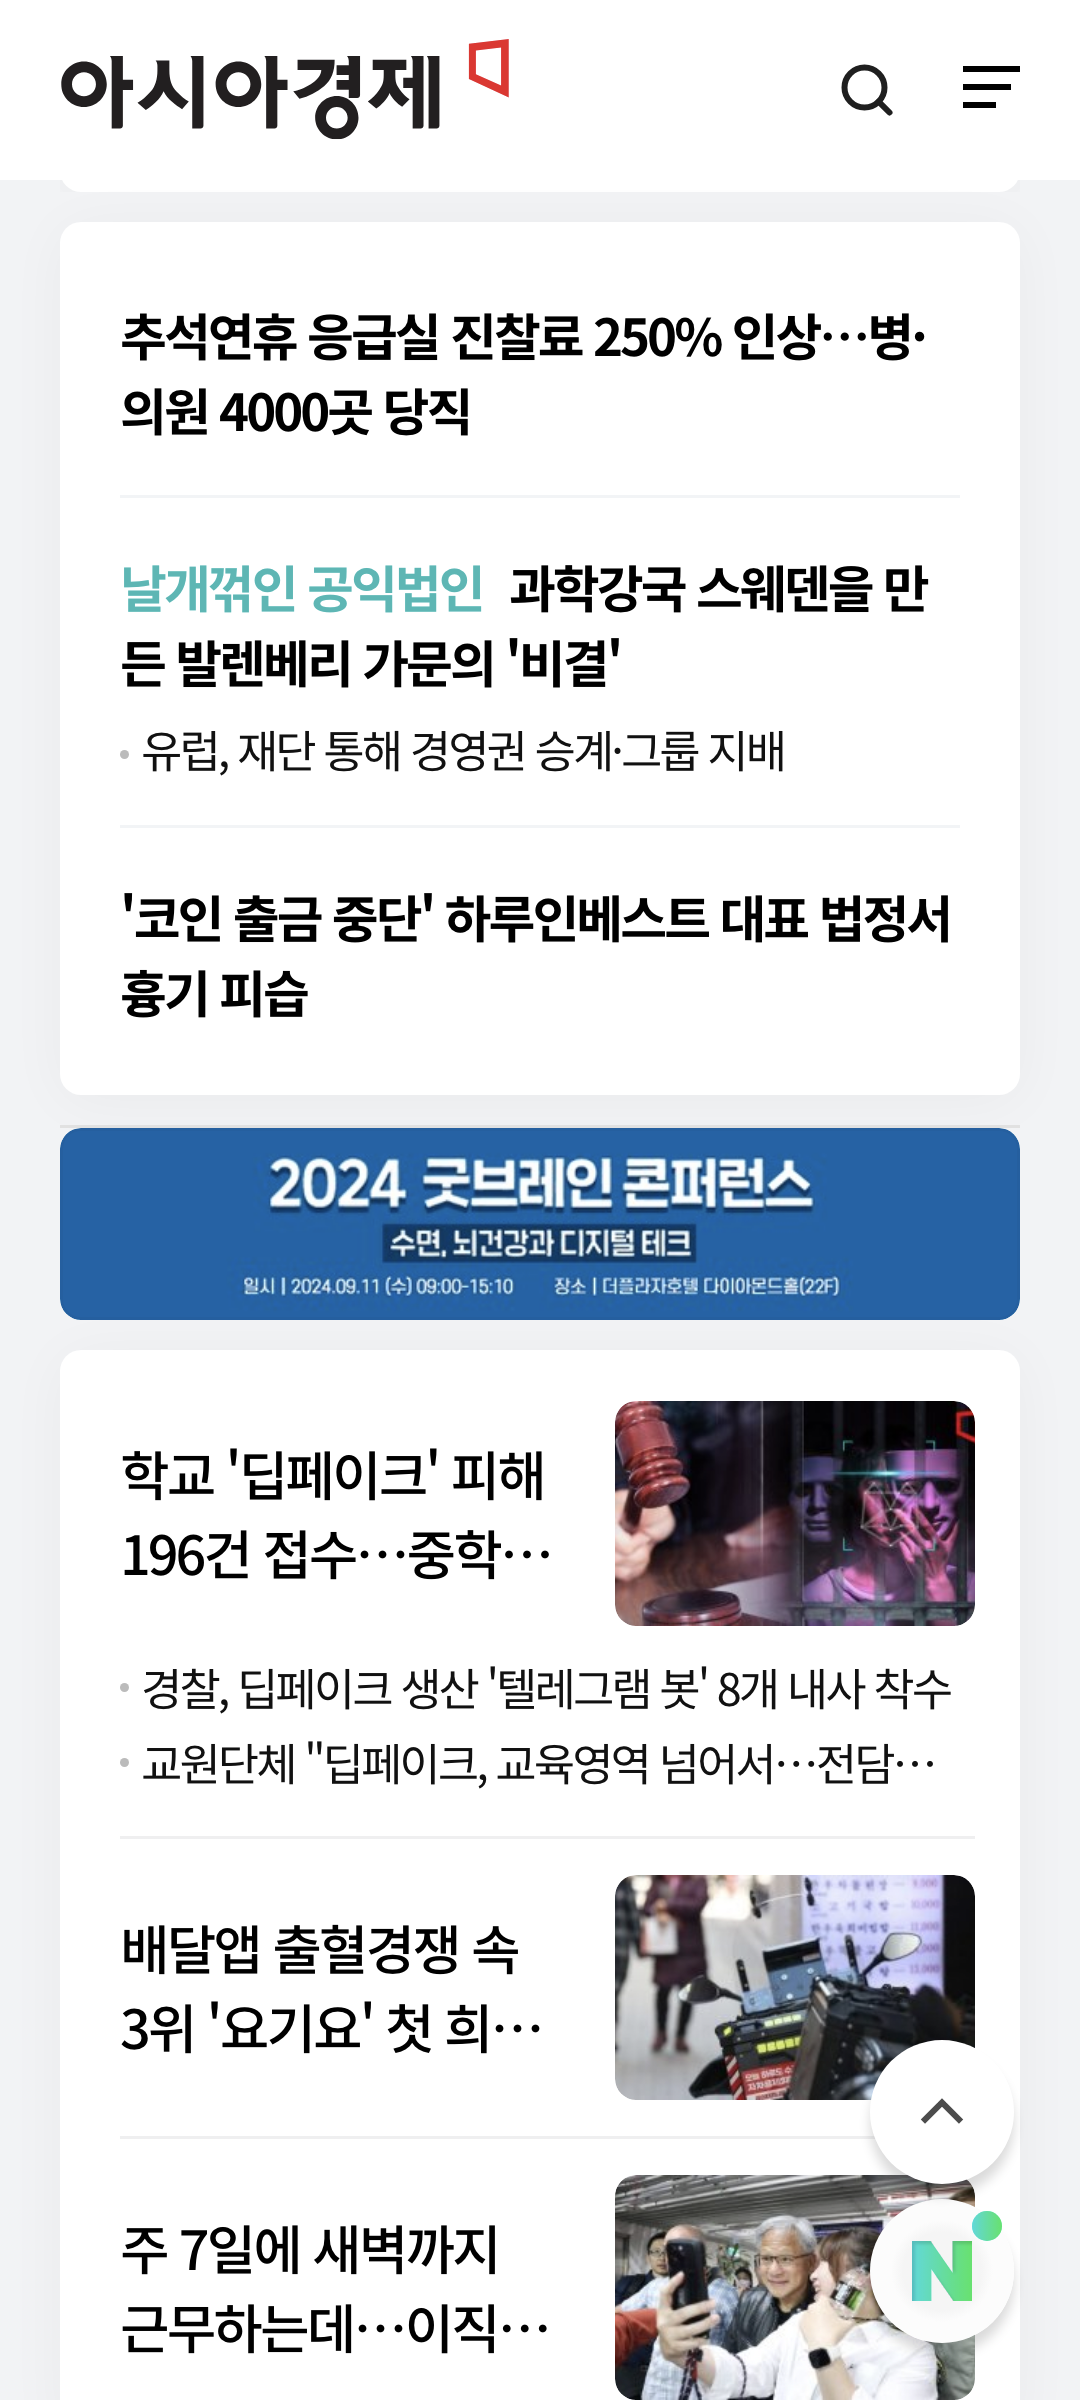 아시아경제
추석연휴 응급실 진찰료 250% 인상…병·
의원 4000곳 당직
날개꺾인 공익법인 과학강국 스웨덴을 만
든 발렌베리 가문의 '비결'
유럽, 재단 통해 경영권 승계·그룹 지배
'코인 출금 중단' 하루인베스트 대표 법정서
흉기 피습
2024 굿브레인 콘퍼런스
수면, 뇌건강과 디지털 테크
일시 | 2024.09.11 (수) 09:00-15:10 장소 | 더플라자호텔 다이아몬드홀(22F)
학교 '딥페이크' 피해
196건 접수…중학…
경찰, 딥페이크 생산 '텔레그램 봇' 8개 내사 착수
교원단체 "딥페이크, 교육영역 넘어서…전담…
배달앱 출혈경쟁 속
3위 '요기요' 첫 희…
주 7일에 새벽까지
근무하는데…이직…
N